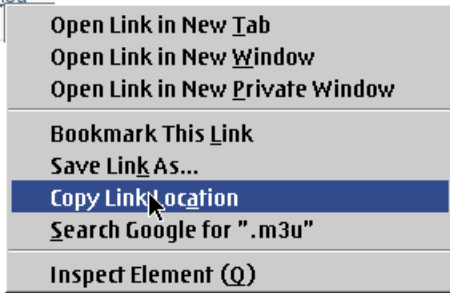 Open Link in New Tab
Open Link in New Window
Open Link in New Private Window
Bookmark This Link
Save Link As...
Copy Link Location
Search Google for ".m3u"
Inspect Element (Q)